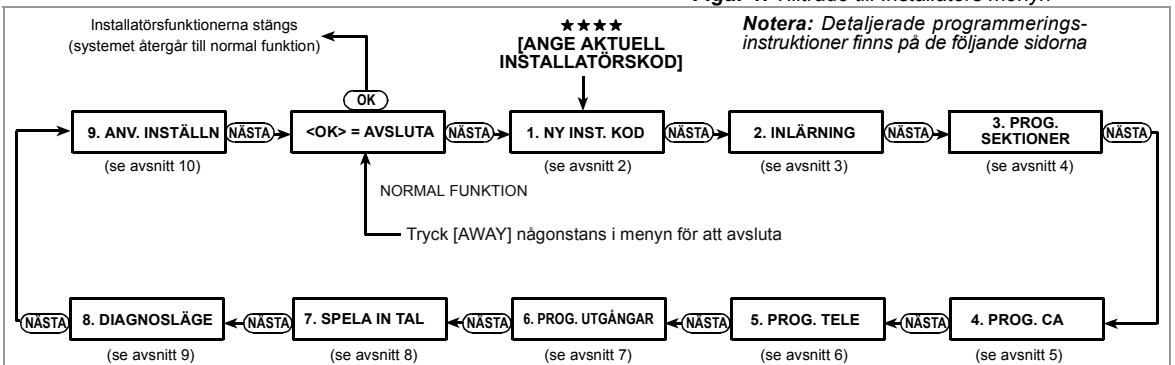 Installatörsfunktionerna stängs
(systemet återgår till normal funktion)
★★★★
[ANGE AKTUELL
INSTALLATÖRSKOD]
Notera: Detaljerade programmerings-
instruktioner finns på de följande sidorna
OK
9. ANV. INSTÄLLN
NÄSTA
<OK> = AVSLUTA
NÄSTA
1. NY INST. KOD
NÄSTA
2. INLÄRNING
NÄSTA
3. PROG.
SEKTIONER
NÄSTA
(se avsnitt 10)
(se avsnitt 2)
(se avsnitt 3)
(se avsnitt 4)
NORMAL FUNKTION
Tryck [AWAY] någonstans i menyn för att avsluta
NÄSTA
8. DIAGNOSLÄGE
NÄSTA
7. SPELA IN TAL
NÄSTA
6. PROG. UTGÅNGAR
NÄSTA
5. PROG. TELE
NÄSTA
4. PROG. CA
(se avsnitt 9)
(se avsnitt 8)
(se avsnitt 7)
(se avsnitt 6)
(se avsnitt 5)